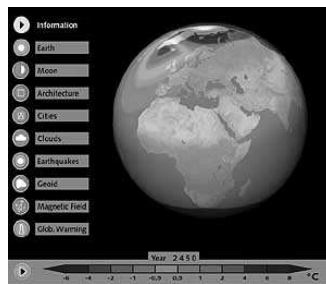 Information
Earth
Moon
Architecture
Cities
Clouds
Earthquakes
Geoid
Magnetic Field
Glob. Warming
Year 2450
-6 -4 -2 -1 -0,5 0,5 1 2 4 6 8 °C